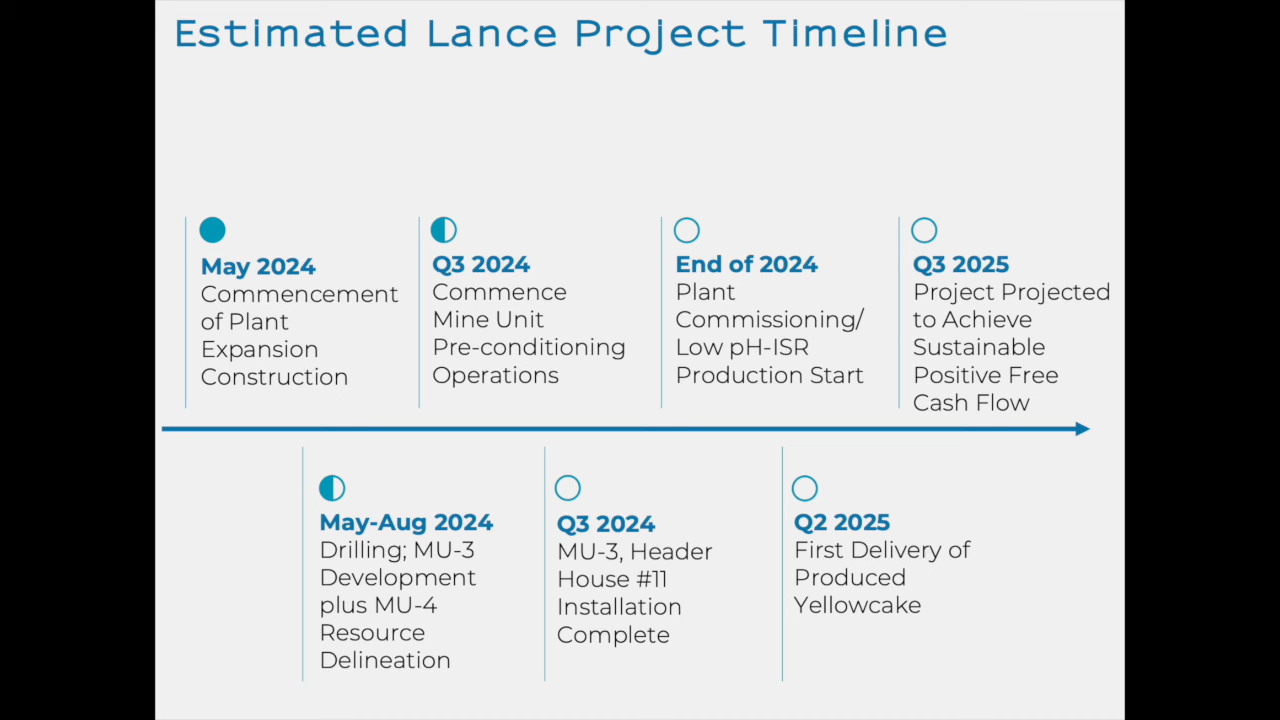 Estimated Lance Project Timeline
May 2024
Commencement
of Plant
Expansion
Construction
Q3 2024
Commence
Mine Unit
Pre-conditioning
Operations
End of 2024
Plant
Commissioning/
Low pH-ISR
Production Start
Q3 2025
Project Projected
to Achieve
Sustainable
Positive Free
Cash Flow
May-Aug 2024
Drilling; MU-3
Development
plus MU-4
Resource
Delineation
Q3 2024
MU-3, Header
House #11
Installation
Complete
Q2 2025
First Delivery of
Produced
Yellowcake